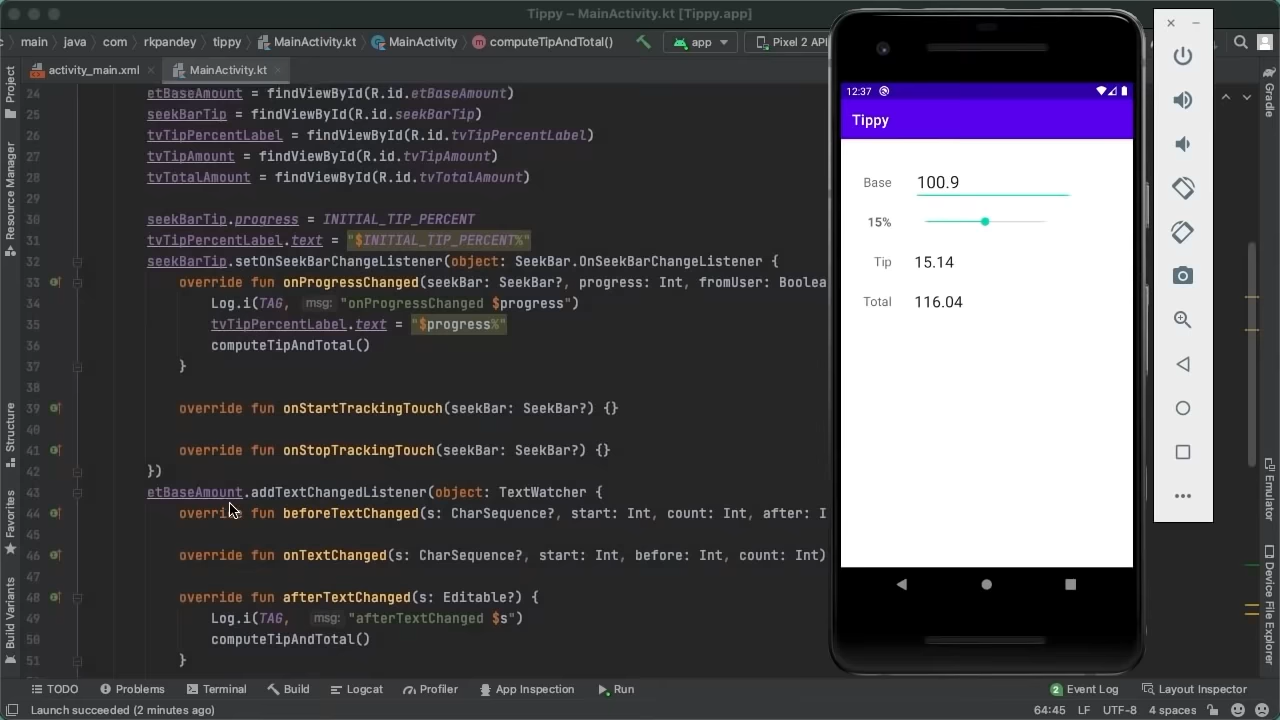 Tippy – MainActivity.kt [Tippy.app]
main java com rkpandey tippy MainActivity.kt MainActivity computeTipAndTotal() app Pixel 2 API
activity_main.xml MainActivity.kt
24 etBaseAmount = findViewById(R.id.etBaseAmount)
25 seekBarTip = findViewById(R.id.seekBarTip)
26 tvTipPercentLabel = findViewById(R.id.tvTipPercentLabel)
27 tvTipAmount = findViewById(R.id.tvTipAmount)
28 tvTotalAmount = findViewById(R.id.tvTotalAmount)
29
30 seekBarTip.progress = INITIAL_TIP_PERCENT
31 tvTipPercentLabel.text = "$INITIAL_TIP_PERCENT%"
32 seekBarTip.setOnSeekBarChangeListener(object: SeekBar.OnSeekBarChangeListener {
33 override fun onProgressChanged(seekBar: SeekBar?, progress: Int, fromUser: Boolea
34 Log.i(TAG, msg: "onProgressChanged $progress")
35 tvTipPercentLabel.text = "$progress%"
36 computeTipAndTotal()
37 }
38
39 override fun onStartTrackingTouch(seekBar: SeekBar?) {}
40
41 override fun onStopTrackingTouch(seekBar: SeekBar?) {}
42 })
43 etBaseAmount.addTextChangedListener(object: TextWatcher {
44 override fun beforeTextChanged(s: CharSequence?, start: Int, count: Int, after: I
45
46 override fun onTextChanged(s: CharSequence?, start: Int, before: Int, count: Int)
47
48 override fun afterTextChanged(s: Editable?) {
49 Log.i(TAG, msg: "afterTextChanged $s")
50 computeTipAndTotal()
51 }
12:37
Tippy
Base 100.9
15%
Tip 15.14
Total 116.04
Project
Resource Manager
Structure
Favorites
Build Variants
Gradle
Emulator
Device File Explorer
TODO Problems Terminal Build Logcat Profiler App Inspection Run 2 Event Log Layout Inspector
Launch succeeded (2 minutes ago) 64:45 LF UTF-8 4 spaces